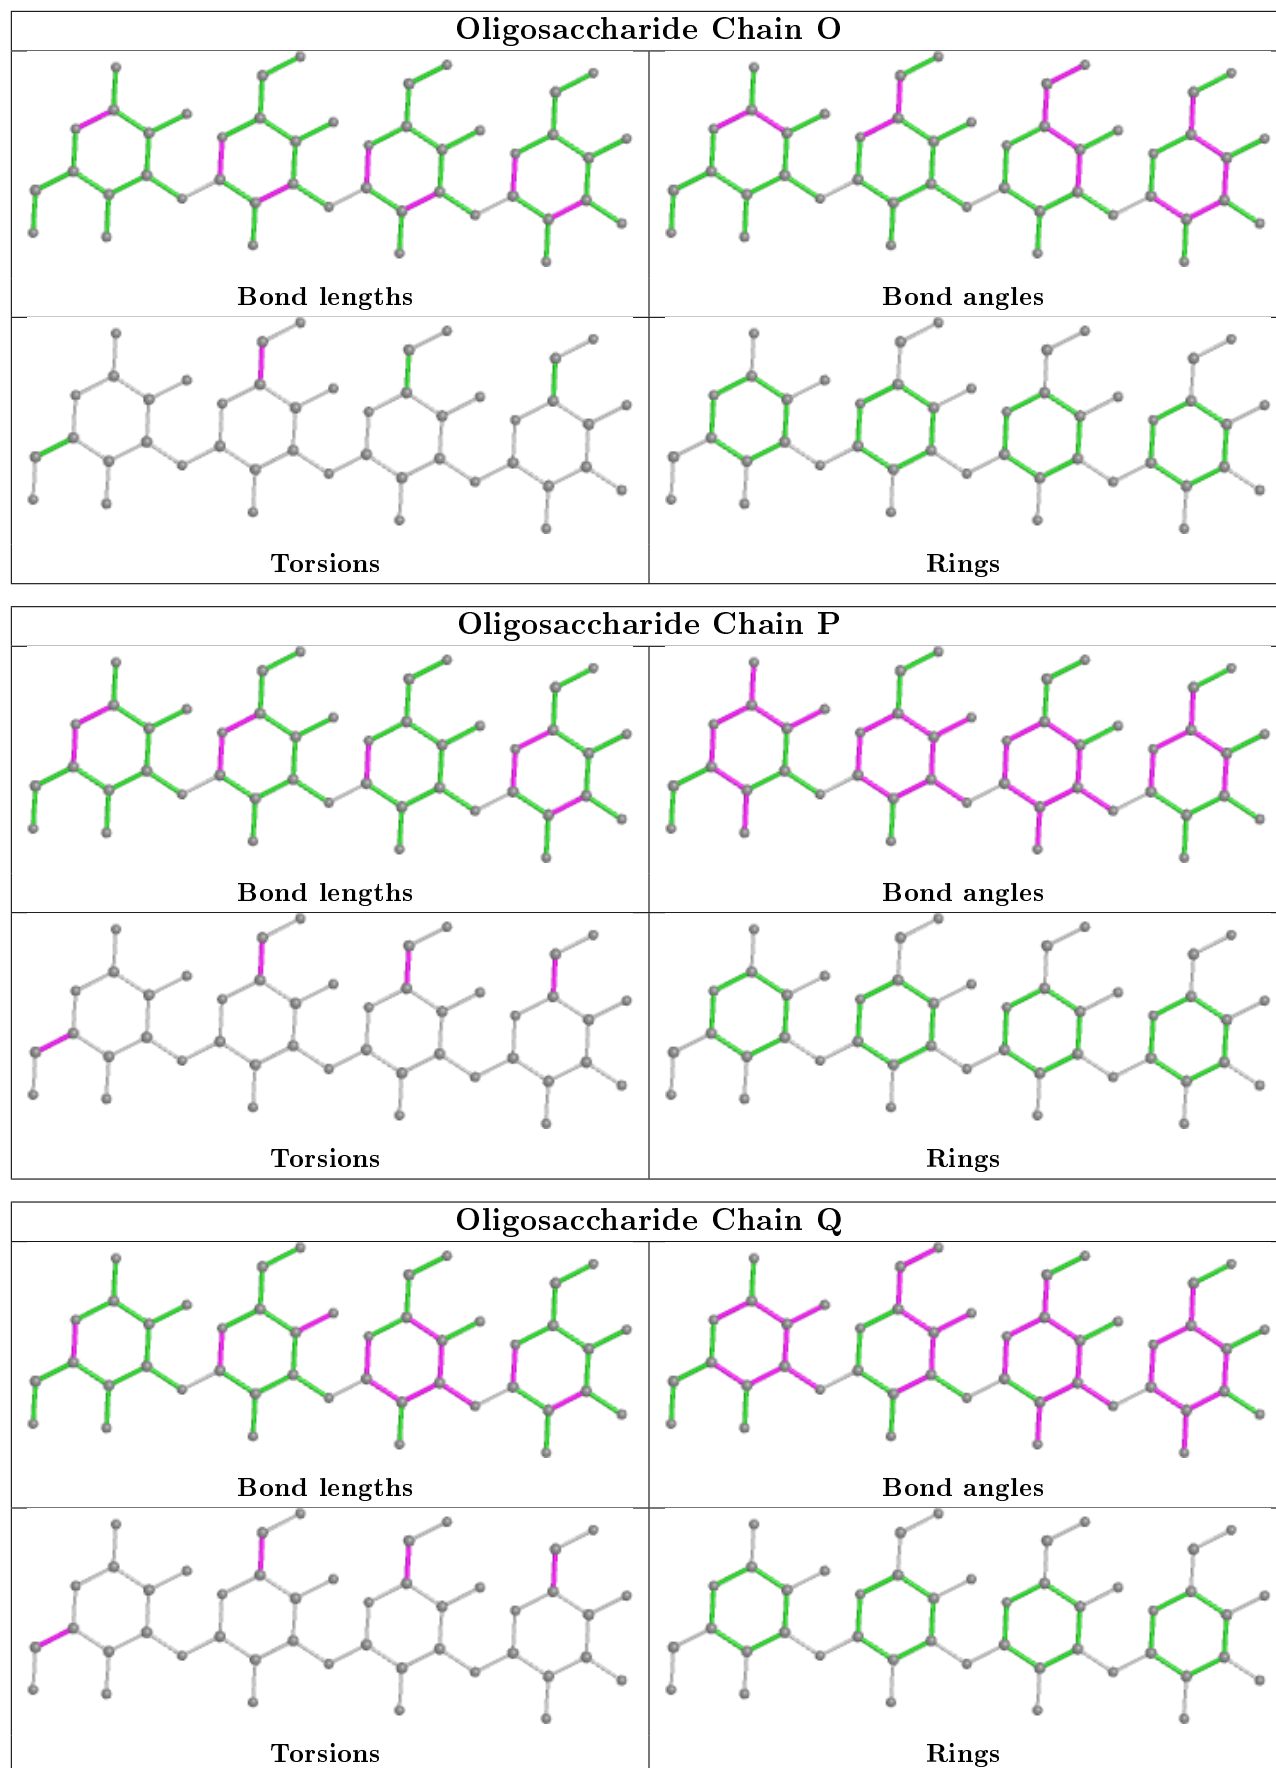 Oligosaccharide Chain O
Bond lengths
Bond angles
Torsions
Rings
Oligosaccharide Chain P
Bond lengths
Bond angles
Torsions
Rings
Oligosaccharide Chain Q
Bond lengths
Bond angles
Torsions
Rings